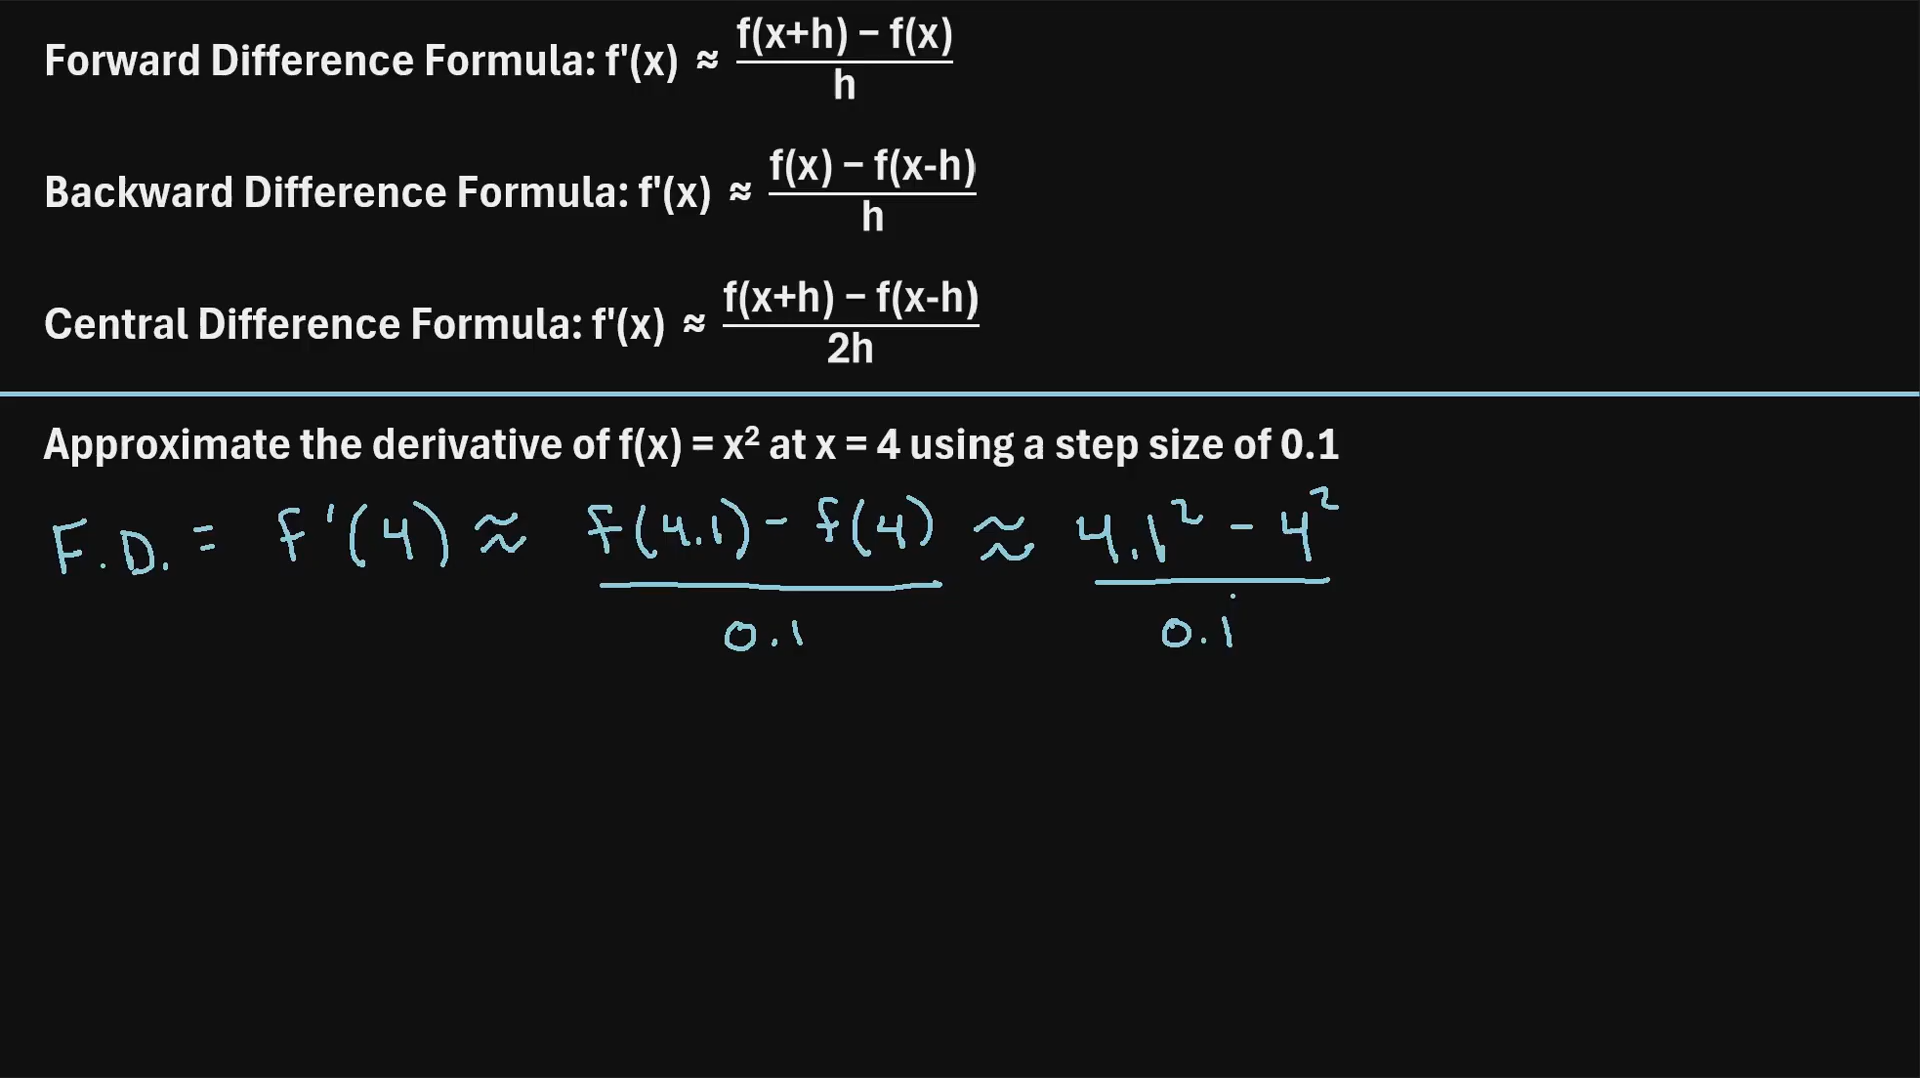 Forward Difference Formula: f'(x) ≈ f(x+h) – f(x)
h
Backward Difference Formula: f'(x) ≈ f(x) – f(x-h)
h
Central Difference Formula: f'(x) ≈ f(x+h) – f(x-h)
2h
Approximate the derivative of f(x) = x² at x = 4 using a step size of 0.1
F.D. = f'(4) ≈ f(4.1) - f(4) ≈ 4.1² - 4²
0.1 0.1